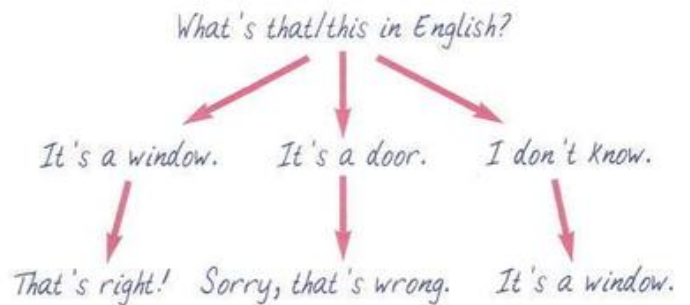 What's that/this in English?
It's a window. It's a door. I don't know.
That's right! Sorry, that's wrong. It's a window.